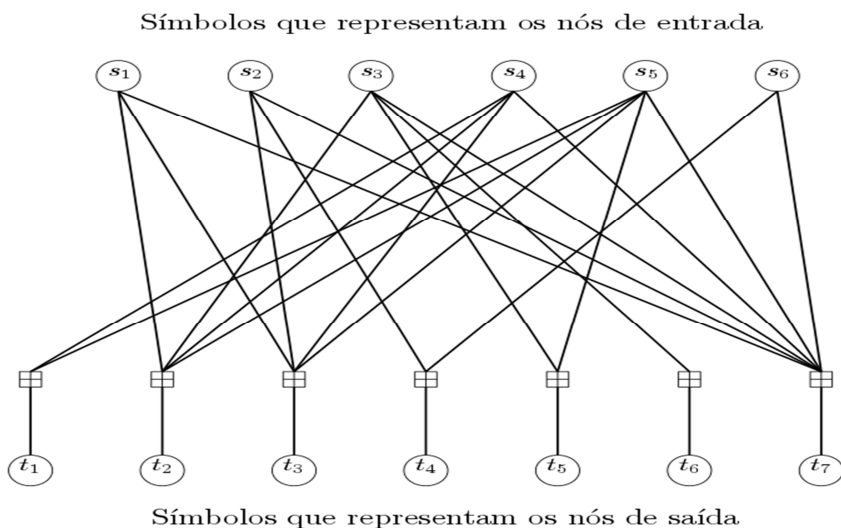 Símbolos que representam os nós de entrada
s1 s2 s3 s4 s5 s6
t1 t2 t3 t4 t5 t6 t7
Símbolos que representam os nós de saída